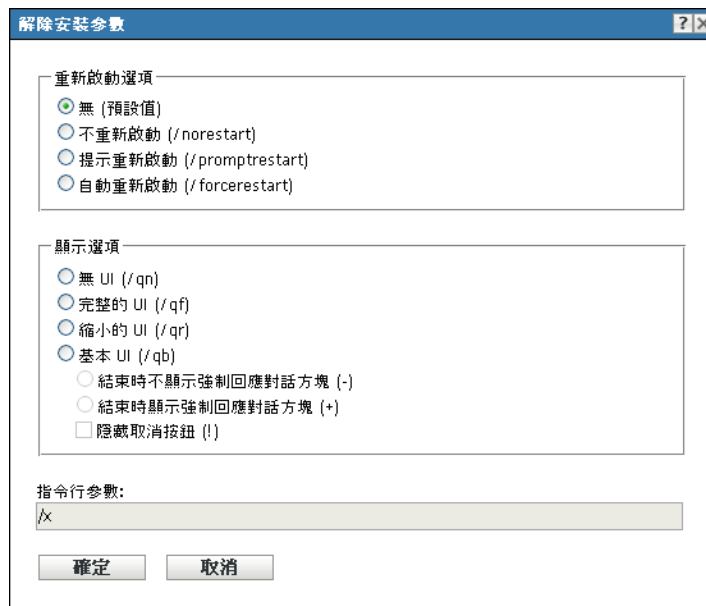 解除安裝參數
重新啟動選項
無 (預設值)
不重新啟動 (/norestart)
提示重新啟動 (/promptrestart)
自動重新啟動 (/forcerestart)
顯示選項
無 UI (/qn)
完整的 UI (/qf)
縮小的 UI (/qr)
基本 UI (/qb)
結束時不顯示強制回應對話方塊 (-)
結束時顯示強制回應對話方塊 (+)
隐藏取消按鈕 (!)
指令行參數:
/x
確定 取消